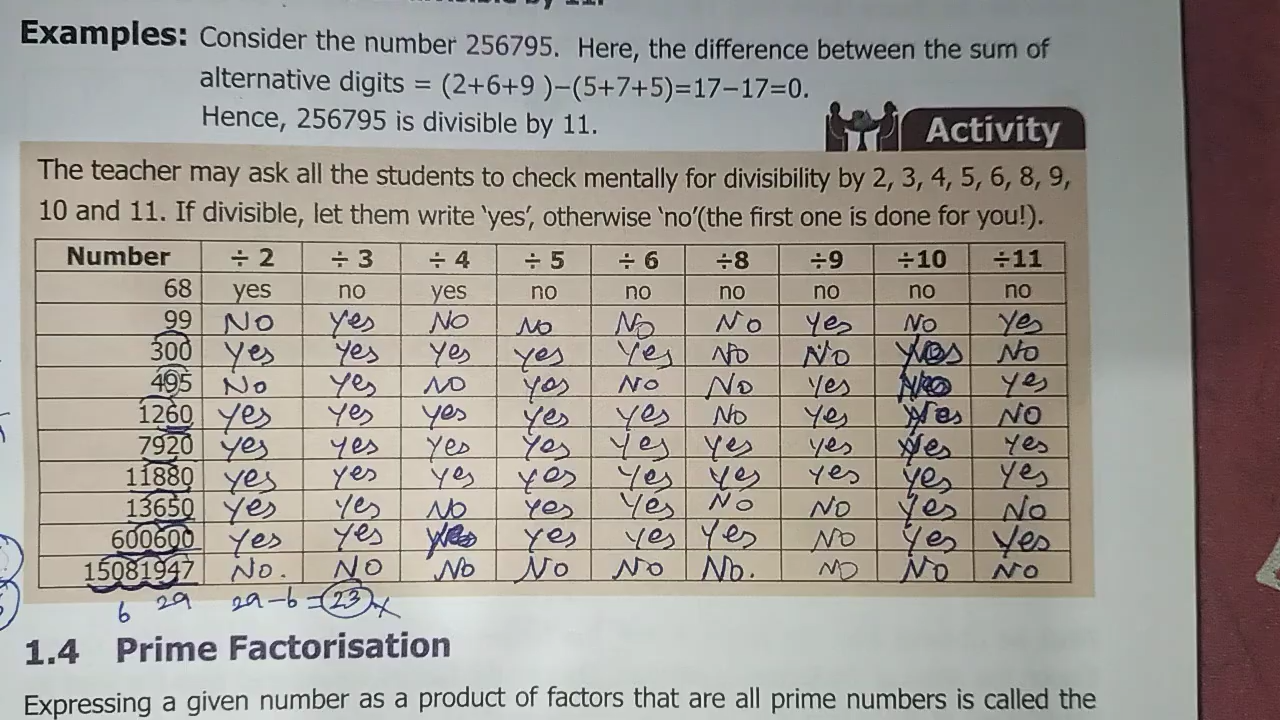 Examples: Consider the number 256795. Here, the difference between the sum of
alternative digits = (2+6+9 )−(5+7+5)=17−17=0.
Hence, 256795 is divisible by 11.
Activity
The teacher may ask all the students to check mentally for divisibility by 2, 3, 4, 5, 6, 8, 9,
10 and 11. If divisible, let them write 'yes', otherwise 'no'(the first one is done for you!).
Number ÷ 2 ÷ 3 ÷ 4 ÷ 5 ÷ 6 ÷8 ÷9 ÷10 ÷11
68 yes no yes no no no no no no
99 No Yes No No No No Yes No Yes
300 Yes Yes Yes Yes Yes No No Yes No
495 No Yes No Yes No No Yes No Yes
1260 Yes Yes Yes Yes Yes No Yes Yes No
7920 Yes Yes Yes Yes Yes Yes Yes Yes Yes
11880 Yes Yes Yes Yes Yes Yes Yes Yes Yes
13650 Yes Yes No Yes Yes No No Yes No
600600 Yes Yes Yes Yes Yes Yes No Yes Yes
15081947 No. No No No No No. No No No
6 29 29-6=23 x
1.4 Prime Factorisation
Expressing a given number as a product of factors that are all prime numbers is called the